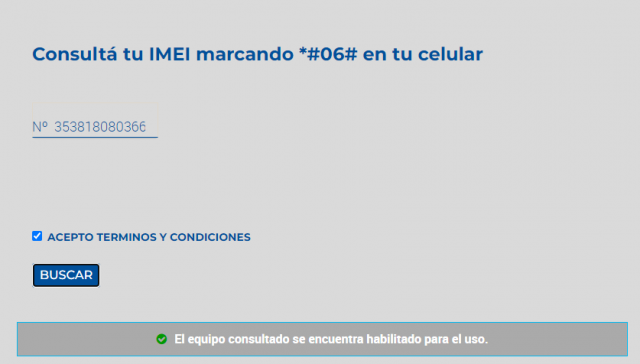 Consultá tu IMEI marcando *#06# en tu celular
Nº 353818080366
ACEPTO TERMINOS Y CONDICIONES
BUSCAR
El equipo consultado se encuentra habilitado para el uso.